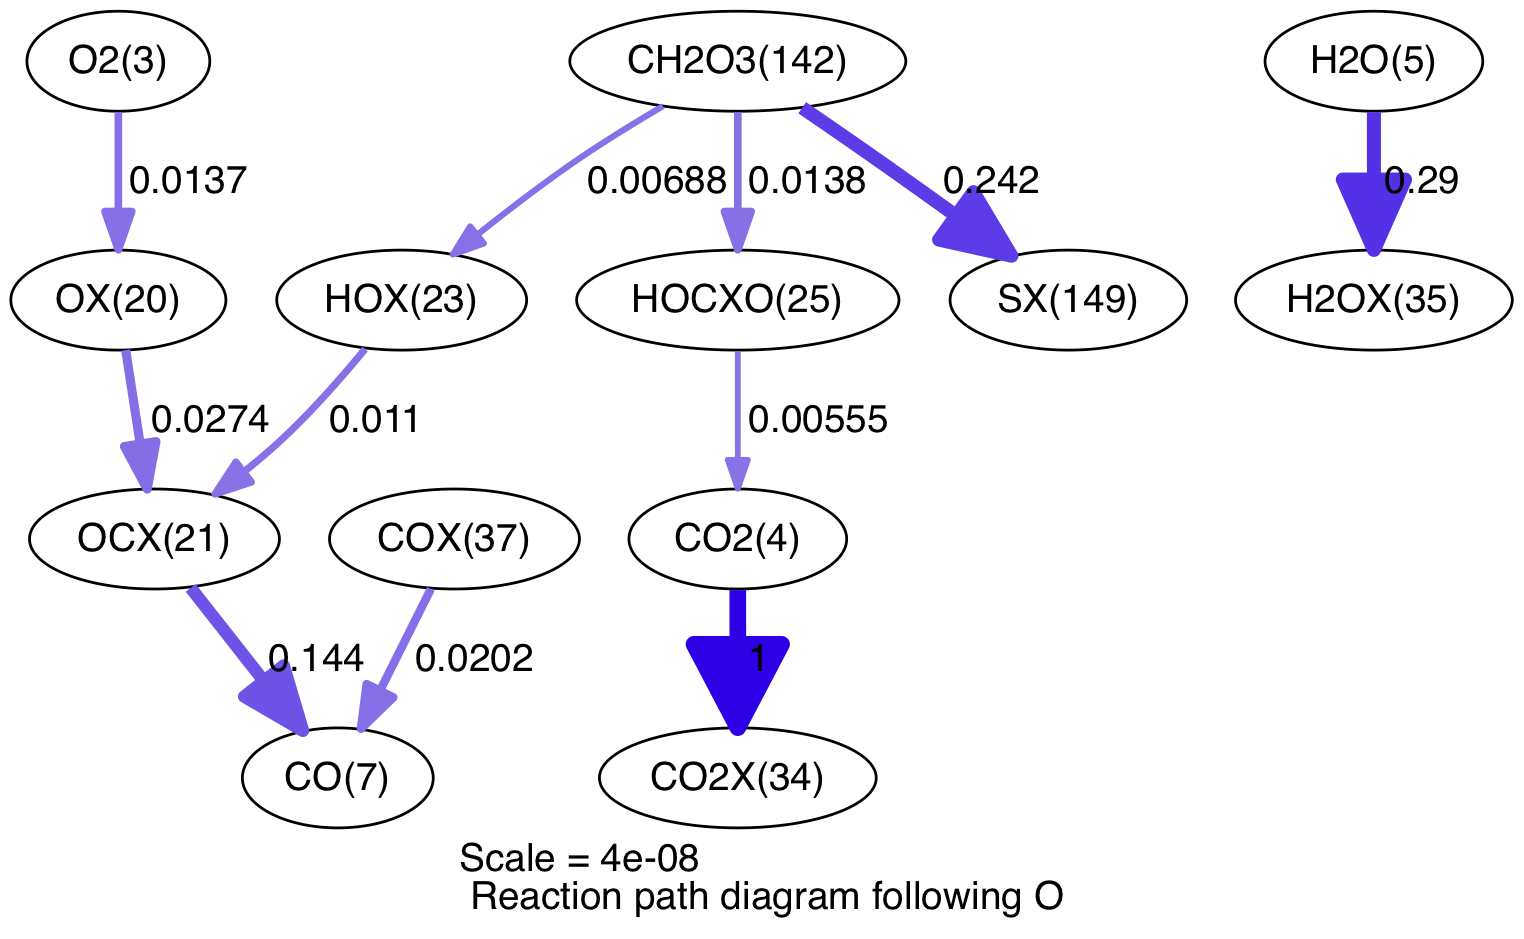 O2(3)
CH2O3(142)
H2O(5)
0.0137
0.00688
0.0138
0.242
0.29
OX(20)
HOX(23)
HOCXO(25)
SX(149)
H2OX(35)
0.0274
0.011
0.00555
OCX(21)
COX(37)
CO2(4)
0.144
0.0202
1
CO(7)
CO2X(34)
Scale = 4e-08
Reaction path diagram following O